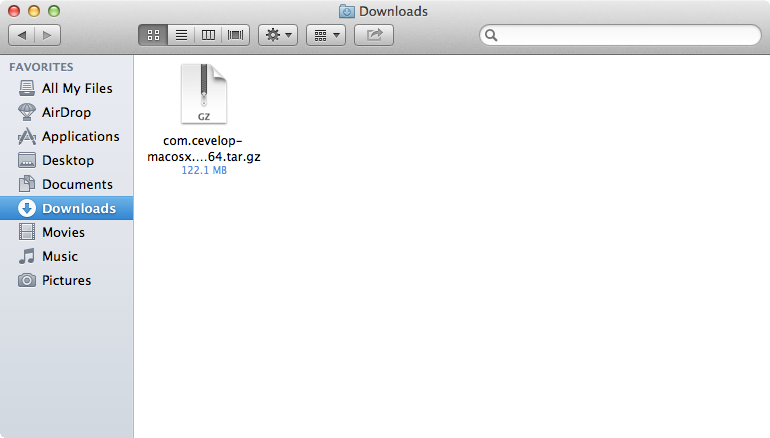 Downloads
FAVORITES
All My Files
AirDrop
Applications
Desktop
Documents
Downloads
Movies
Music
Pictures
GZ
com.cevelop-
macosx....64.tar.gz
122.1 MB